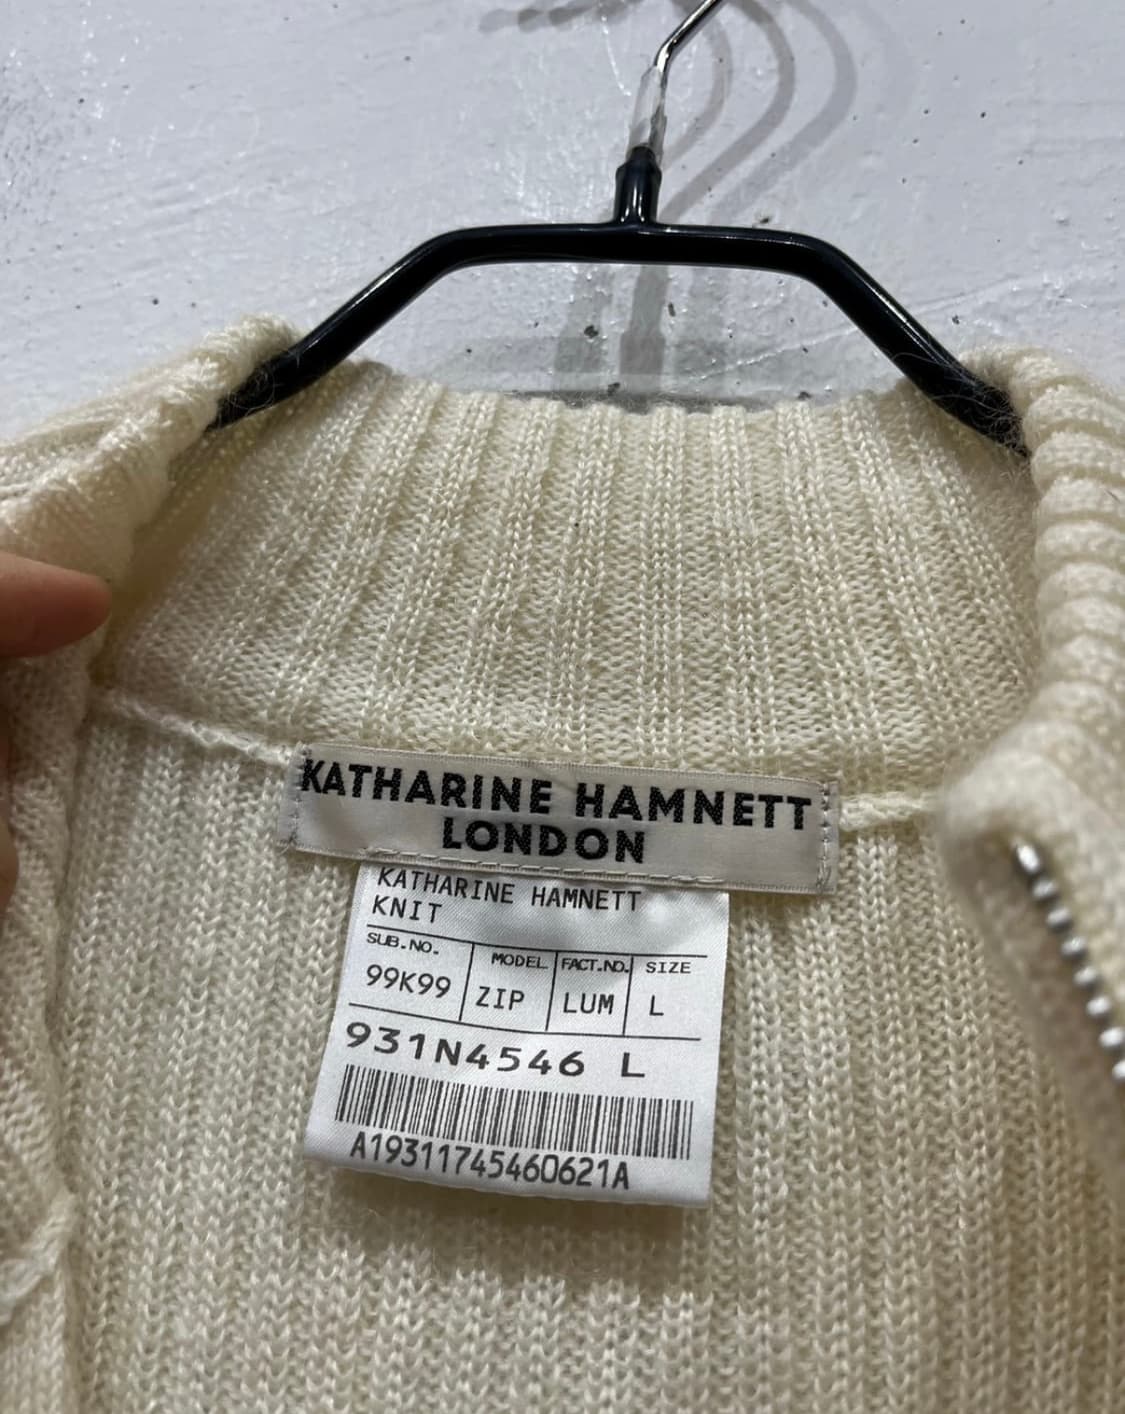 KATHARINE HAMNETT
LONDON
KATHARINE HAMNETT
KNIT
SUB.NO. MODEL FACT.NO. SIZE
99K99 ZIP LUM L
931N4546 L
A19311745460621A